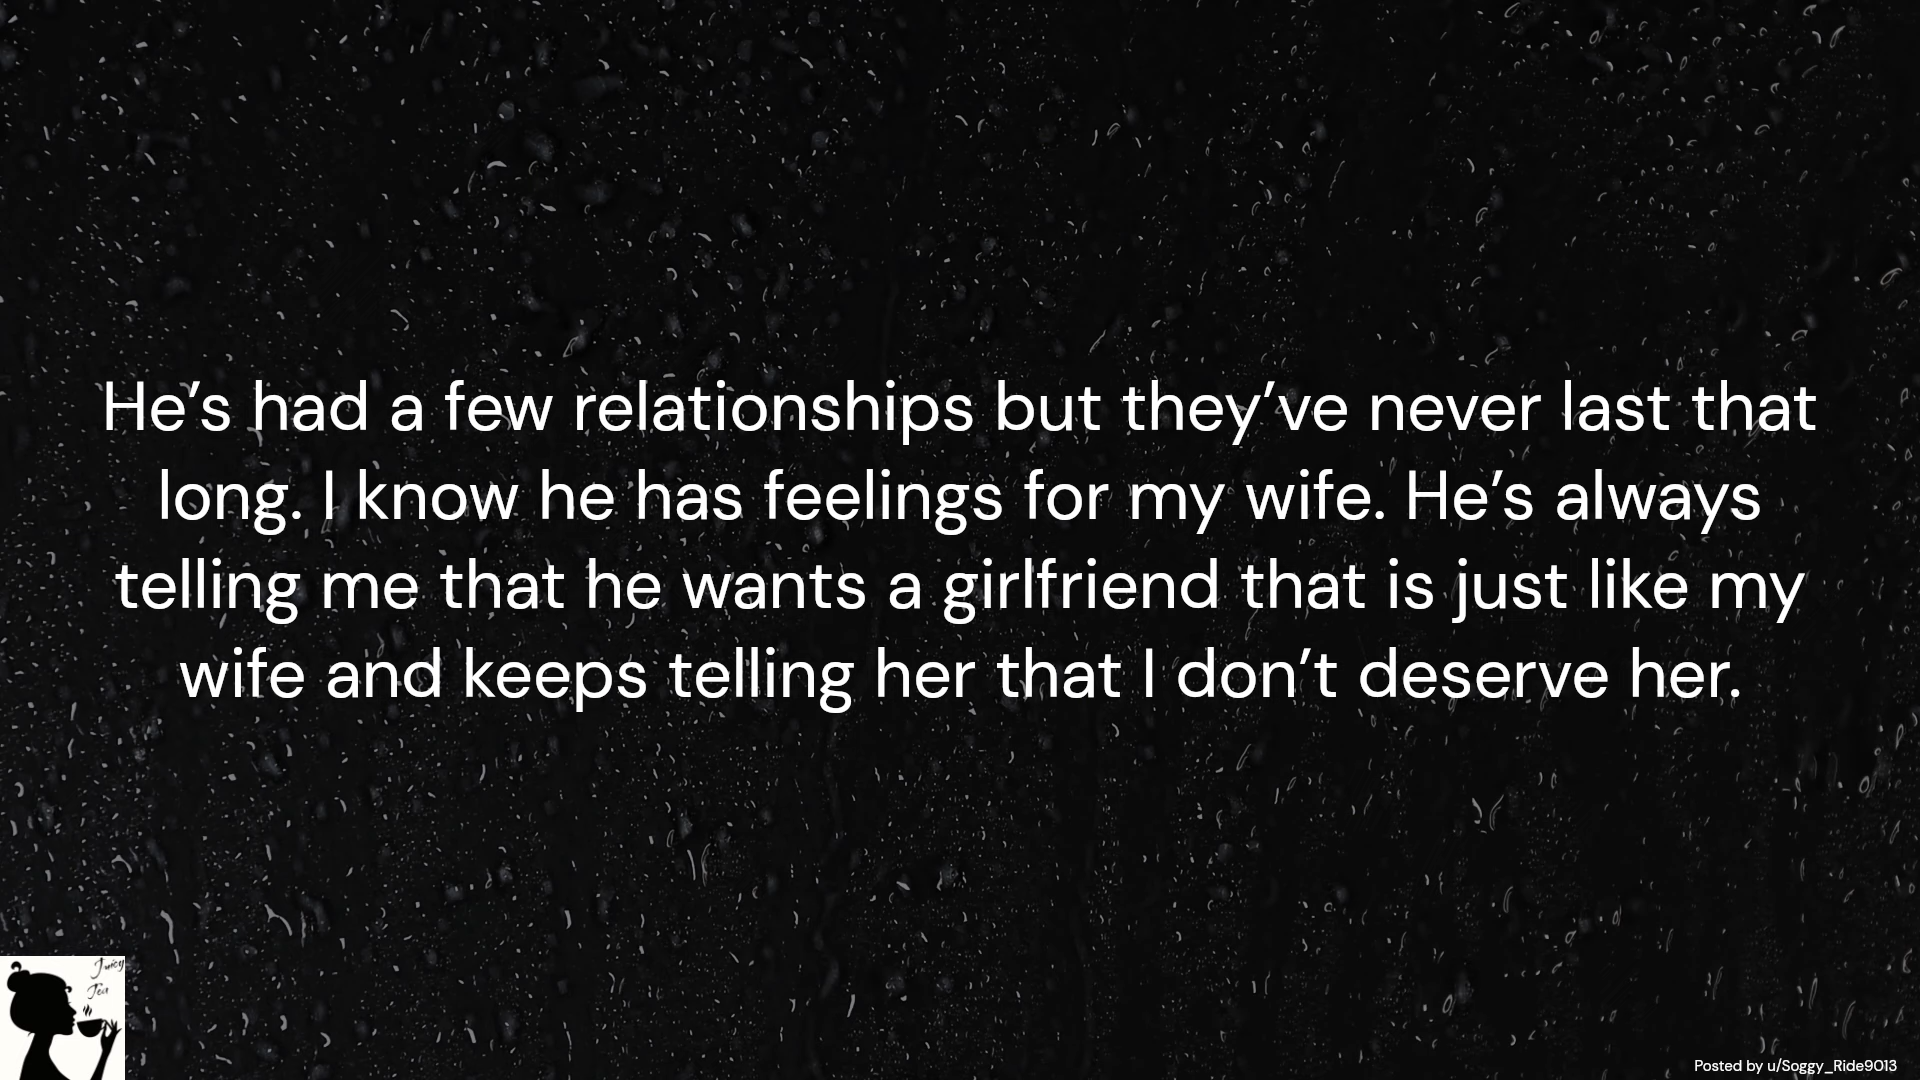 He’s had a few relationships but they’ve never last that
long. I know he has feelings for my wife. He’s always
telling me that he wants a girlfriend that is just like my
wife and keeps telling her that I don’t deserve her.
Juicy
Tea
Posted by u/Soggy_Ride9013